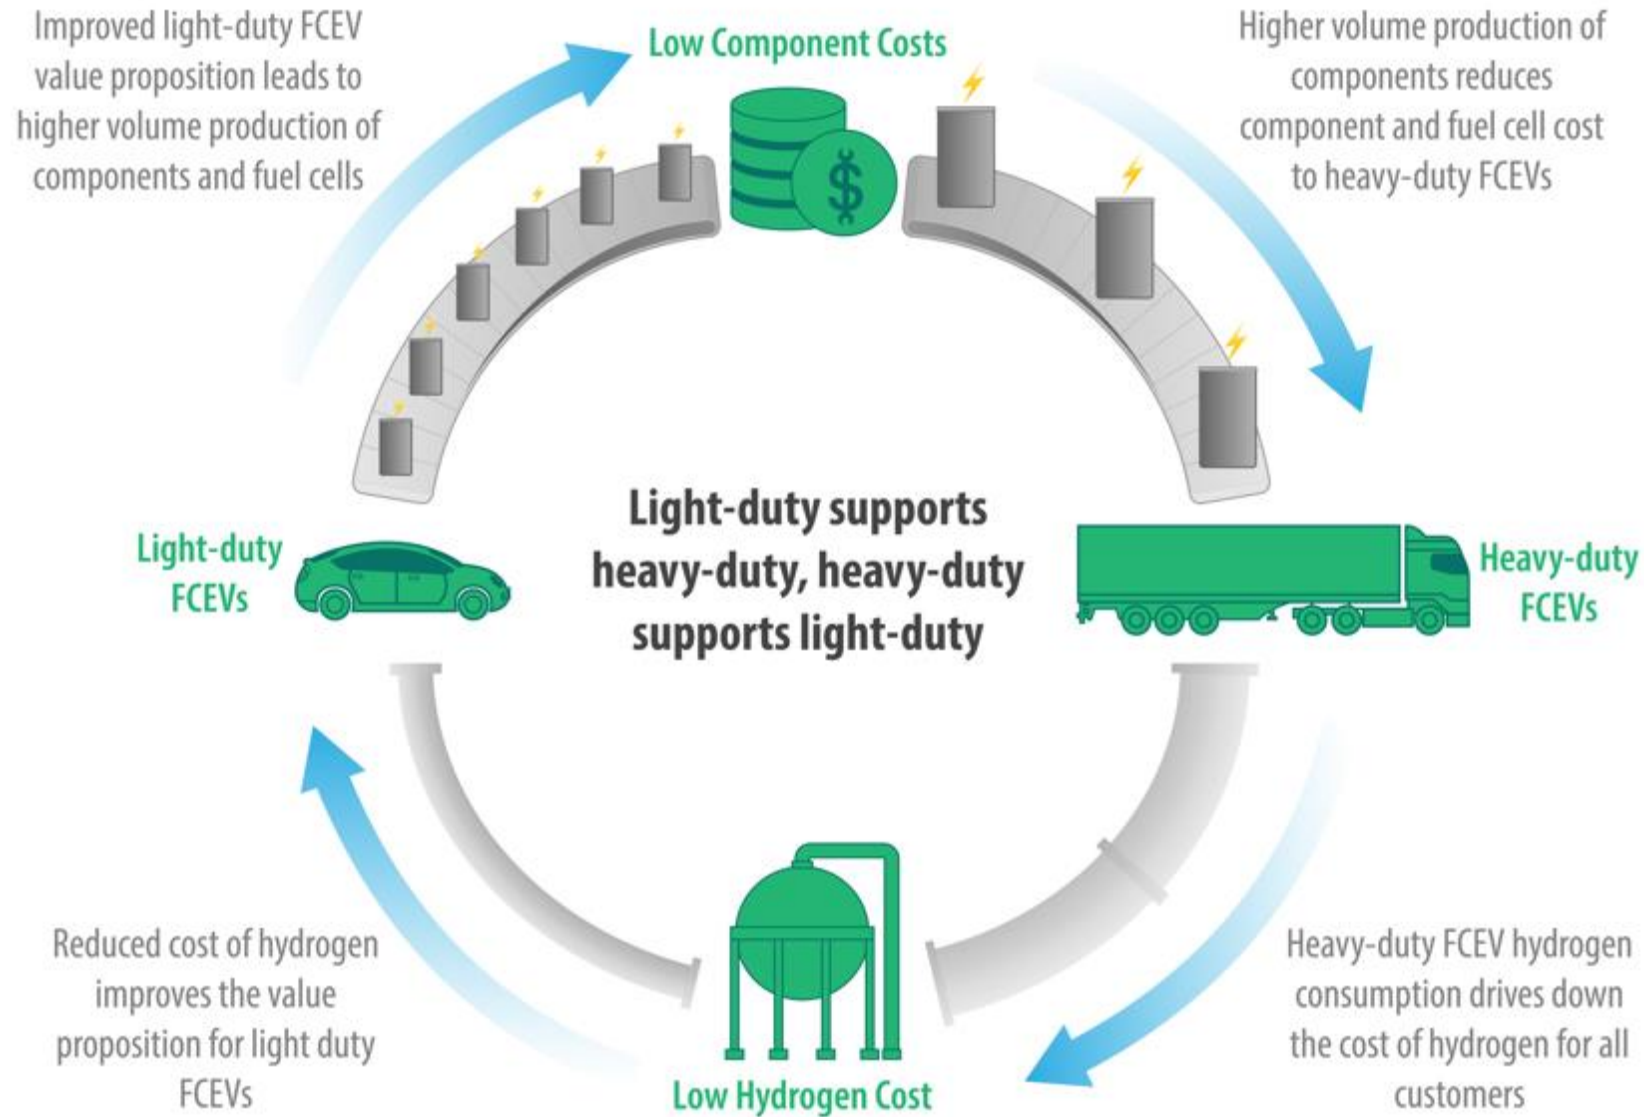 Improved light-duty FCEV
value proposition leads to
higher volume production of
components and fuel cells
Low Component Costs
$
Higher volume production of
components reduces
component and fuel cell cost
to heavy-duty FCEVs
Light-duty
FCEVs
Light-duty supports
heavy-duty, heavy-duty
supports light-duty
Heavy-duty
FCEVs
Reduced cost of hydrogen
improves the value
proposition for light duty
FCEVs
Low Hydrogen Cost
Heavy-duty FCEV hydrogen
consumption drives down
the cost of hydrogen for all
customers